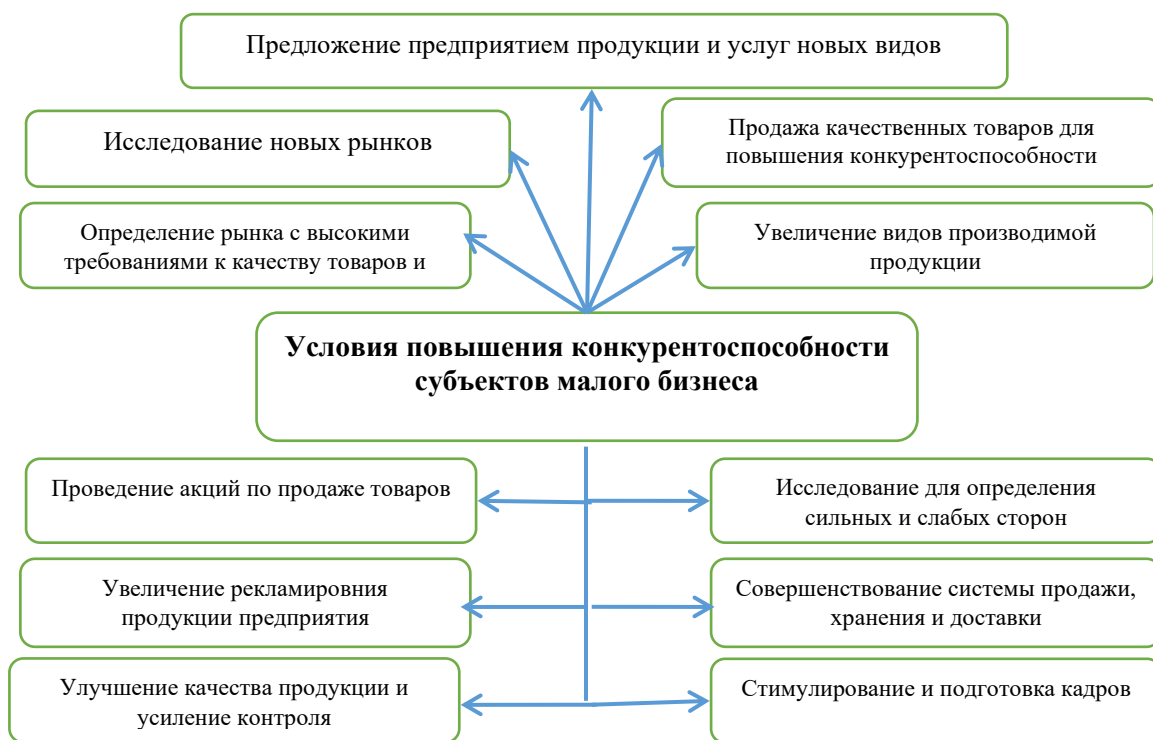 Предложение предприятием продукции и услуг новых видов
Исследование новых рынков
Продажа качественных товаров для
повышения конкурентоспособности
Определение рынка с высокими
требованиями к качеству товаров и
Увеличение видов производимой
продукции
Условия повышения конкурентоспособности
субъектов малого бизнеса
Проведение акций по продаже товаров
Исследование для определения
сильных и слабых сторон
Увеличение рекламировния
продукции предприятия
Совершенствование системы продажи,
хранения и доставки
Улучшение качества продукции и
усиление контроля
Стимулирование и подготовка кадров